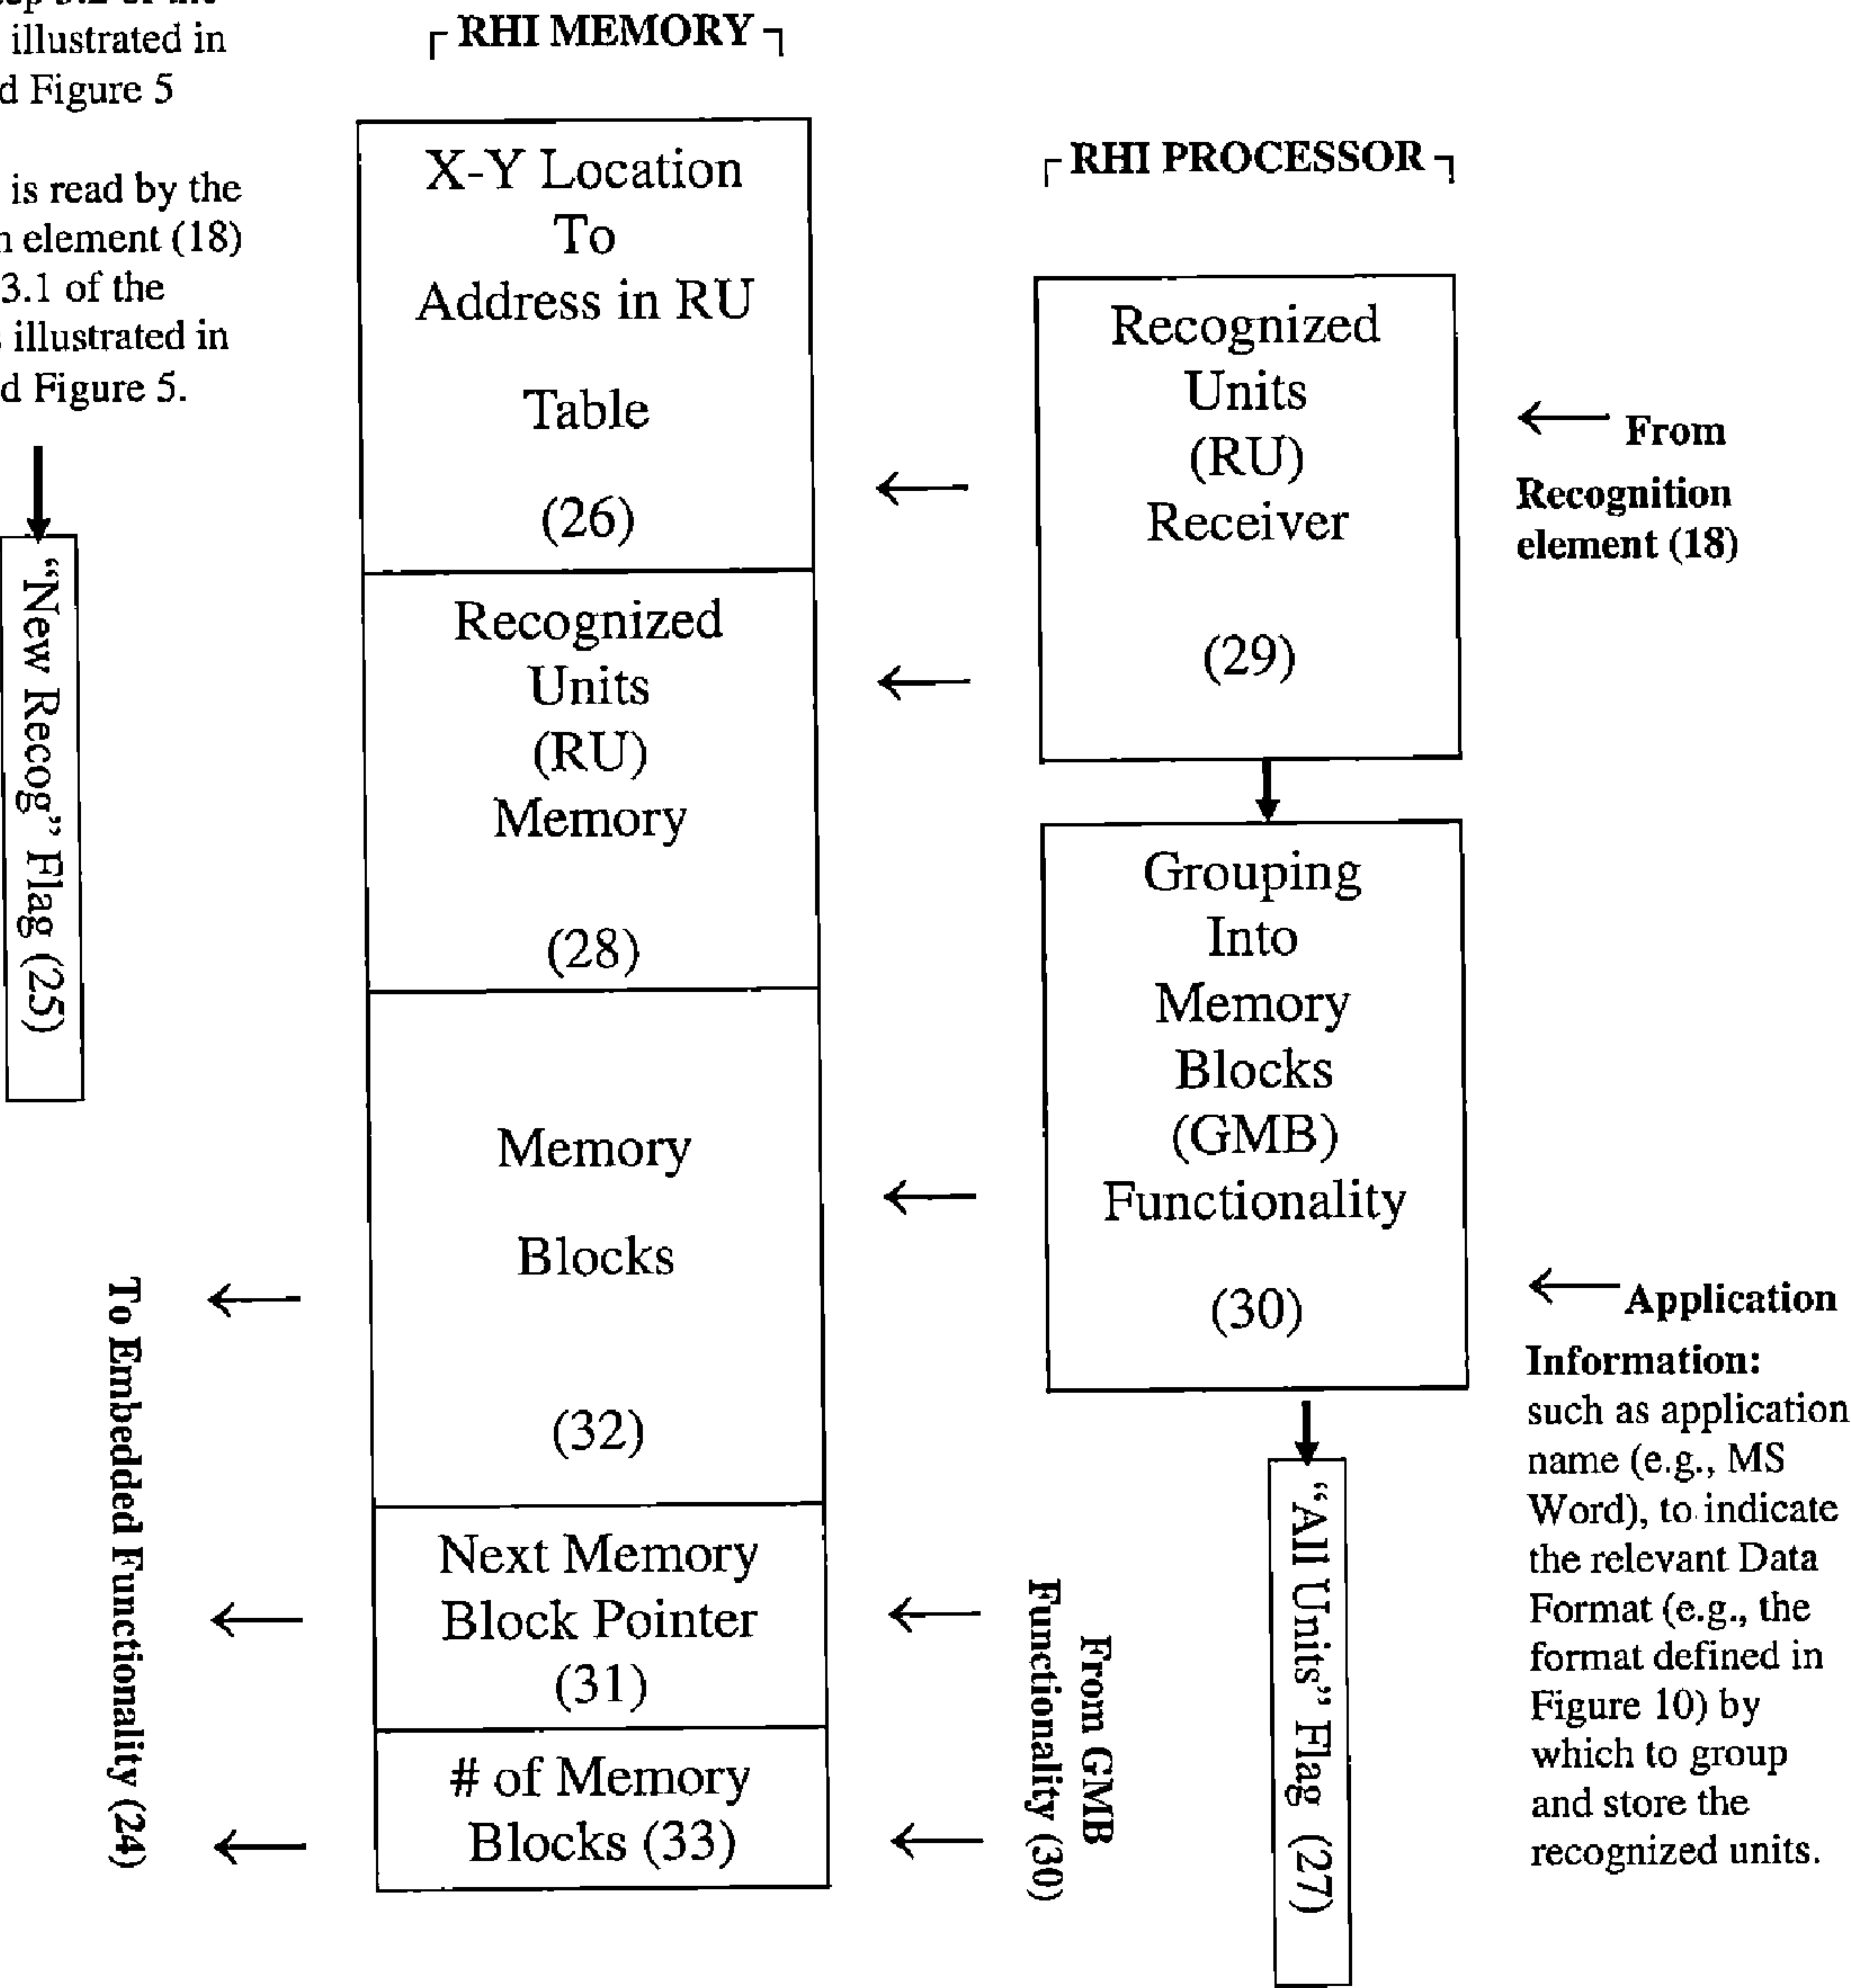 illustrated in
d Figure 5
is read by the
element (18)
3.1 of the
illustrated in
d Figure 5.
“New Recog” Flag (25)
RHI MEMORY
X-Y Location
To
Address in RU
Table
(26)
Recognized
Units
(RU)
Memory
(28)
Memory
Blocks
(32)
Next Memory
Block Pointer
(31)
# of Memory
Blocks (33)
To Embedded Functionality (24)
RHI PROCESSOR
Recognized
Units
(RU)
Receiver
(29)
Grouping
Into
Memory
Blocks
(GMB)
Functionality
(30)
From GMB
Functionality (30)
“All Units” Flag (27)
From
Recognition
element (18)
Application
Information:
such as application
name (e.g., MS
Word), to indicate
the relevant Data
Format (e.g., the
format defined in
Figure 10) by
which to group
and store the
recognized units.